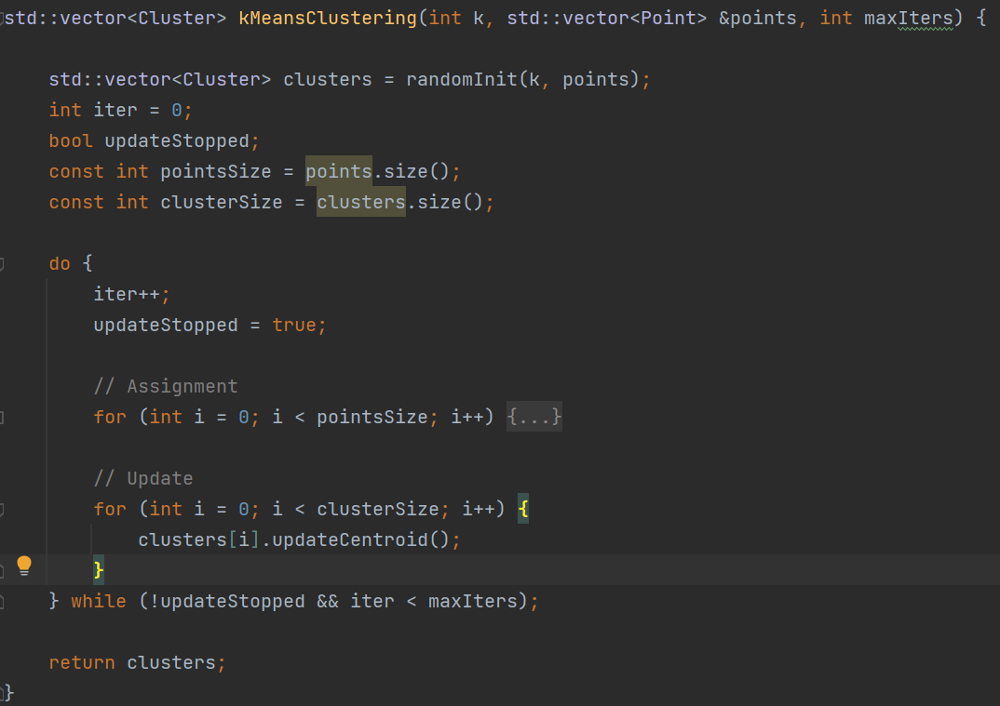 std::vector<Cluster> kMeansClustering(int k, std::vector<Point> &points, int maxIters) {
std::vector<Cluster> clusters = randomInit(k, points);
int iter = 0;
bool updateStopped;
const int pointsSize = points.size();
const int clusterSize = clusters.size();
do {
iter++;
updateStopped = true;
// Assignment
for (int i = 0; i < pointsSize; i++) {...}
// Update
for (int i = 0; i < clusterSize; i++) {
clusters[i].updateCentroid();
}
} while (!updateStopped && iter < maxIters);
return clusters;
}